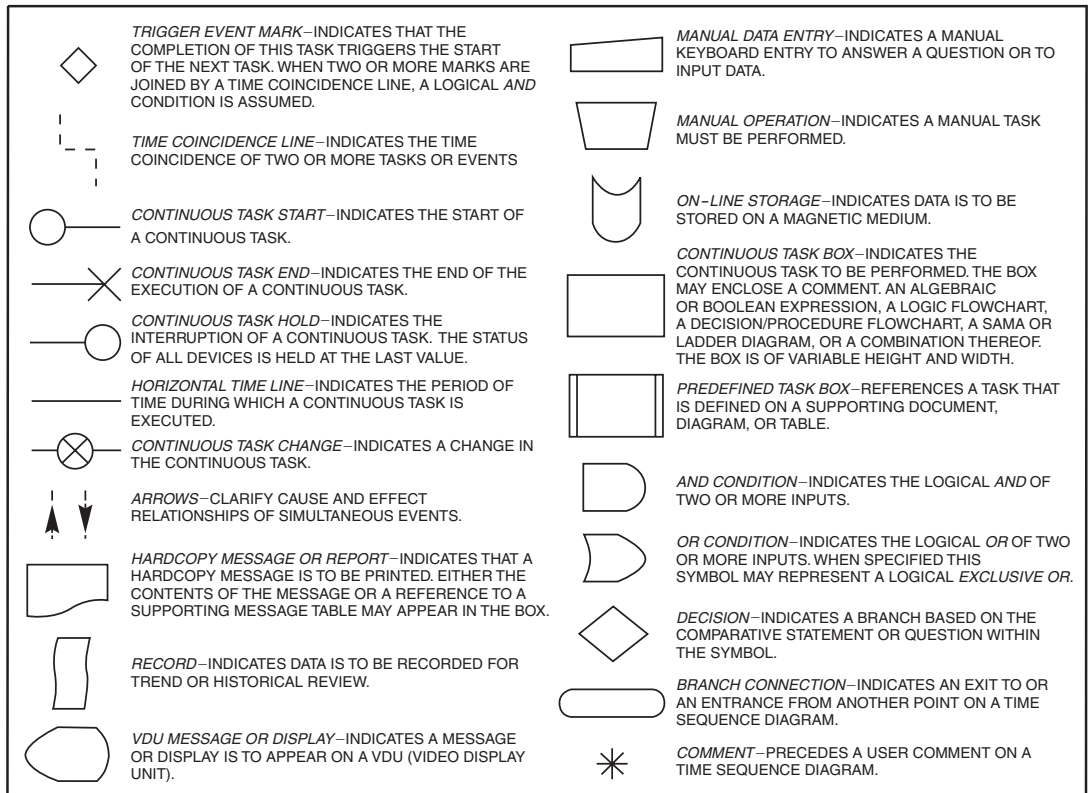 TRIGGER EVENT MARK–INDICATES THAT THE
COMPLETION OF THIS TASK TRIGGERS THE START
OF THE NEXT TASK. WHEN TWO OR MORE MARKS ARE
JOINED BY A TIME COINCIDENCE LINE, A LOGICAL AND
CONDITION IS ASSUMED.
TIME COINCIDENCE LINE–INDICATES THE TIME
COINCIDENCE OF TWO OR MORE TASKS OR EVENTS
CONTINUOUS TASK START–INDICATES THE START OF
A CONTINUOUS TASK.
CONTINUOUS TASK END–INDICATES THE END OF THE
EXECUTION OF A CONTINUOUS TASK.
CONTINUOUS TASK HOLD–INDICATES THE
INTERRUPTION OF A CONTINUOUS TASK. THE STATUS
OF ALL DEVICES IS HELD AT THE LAST VALUE.
HORIZONTAL TIME LINE–INDICATES THE PERIOD OF
TIME DURING WHICH A CONTINUOUS TASK IS
EXECUTED.
CONTINUOUS TASK CHANGE–INDICATES A CHANGE IN
THE CONTINUOUS TASK.
ARROWS–CLARIFY CAUSE AND EFFECT
RELATIONSHIPS OF SIMULTANEOUS EVENTS.
HARDCOPY MESSAGE OR REPORT–INDICATES THAT A
HARDCOPY MESSAGE IS TO BE PRINTED. EITHER THE
CONTENTS OF THE MESSAGE OR A REFERENCE TO A
SUPPORTING MESSAGE TABLE MAY APPEAR IN THE BOX.
RECORD–INDICATES DATA IS TO BE RECORDED FOR
TREND OR HISTORICAL REVIEW.
VDU MESSAGE OR DISPLAY–INDICATES A MESSAGE
OR DISPLAY IS TO APPEAR ON A VDU (VIDEO DISPLAY
UNIT).
MANUAL DATA ENTRY–INDICATES A MANUAL
KEYBOARD ENTRY TO ANSWER A QUESTION OR TO
INPUT DATA.
MANUAL OPERATION–INDICATES A MANUAL TASK
MUST BE PERFORMED.
ON–LINE STORAGE–INDICATES DATA IS TO BE
STORED ON A MAGNETIC MEDIUM.
CONTINUOUS TASK BOX–INDICATES THE
CONTINUOUS TASK TO BE PERFORMED. THE BOX
MAY ENCLOSE A COMMENT. AN ALGEBRAIC
OR BOOLEAN EXPRESSION, A LOGIC FLOWCHART,
A DECISION/PROCEDURE FLOWCHART, A SAMA OR
LADDER DIAGRAM, OR A COMBINATION THEREOF.
THE BOX IS OF VARIABLE HEIGHT AND WIDTH.
PREDEFINED TASK BOX–REFERENCES A TASK THAT
IS DEFINED ON A SUPPORTING DOCUMENT,
DIAGRAM, OR TABLE.
AND CONDITION–INDICATES THE LOGICAL AND OF
TWO OR MORE INPUTS.
OR CONDITION–INDICATES THE LOGICAL OR OF TWO
OR MORE INPUTS. WHEN SPECIFIED THIS
SYMBOL MAY REPRESENT A LOGICAL EXCLUSIVE OR.
DECISION–INDICATES A BRANCH BASED ON THE
COMPARATIVE STATEMENT OR QUESTION WITHIN
THE SYMBOL.
BRANCH CONNECTION–INDICATES AN EXIT TO OR
AN ENTRANCE FROM ANOTHER POINT ON A TIME
SEQUENCE DIAGRAM.
COMMENT–PRECEDES A USER COMMENT ON A
TIME SEQUENCE DIAGRAM.